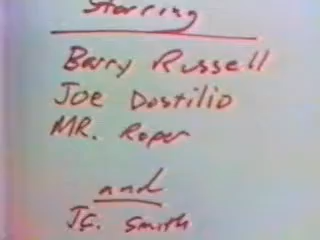 Starring
Barry Russell
Joe Dostilio
MR. Roper
and
J.C. Smith